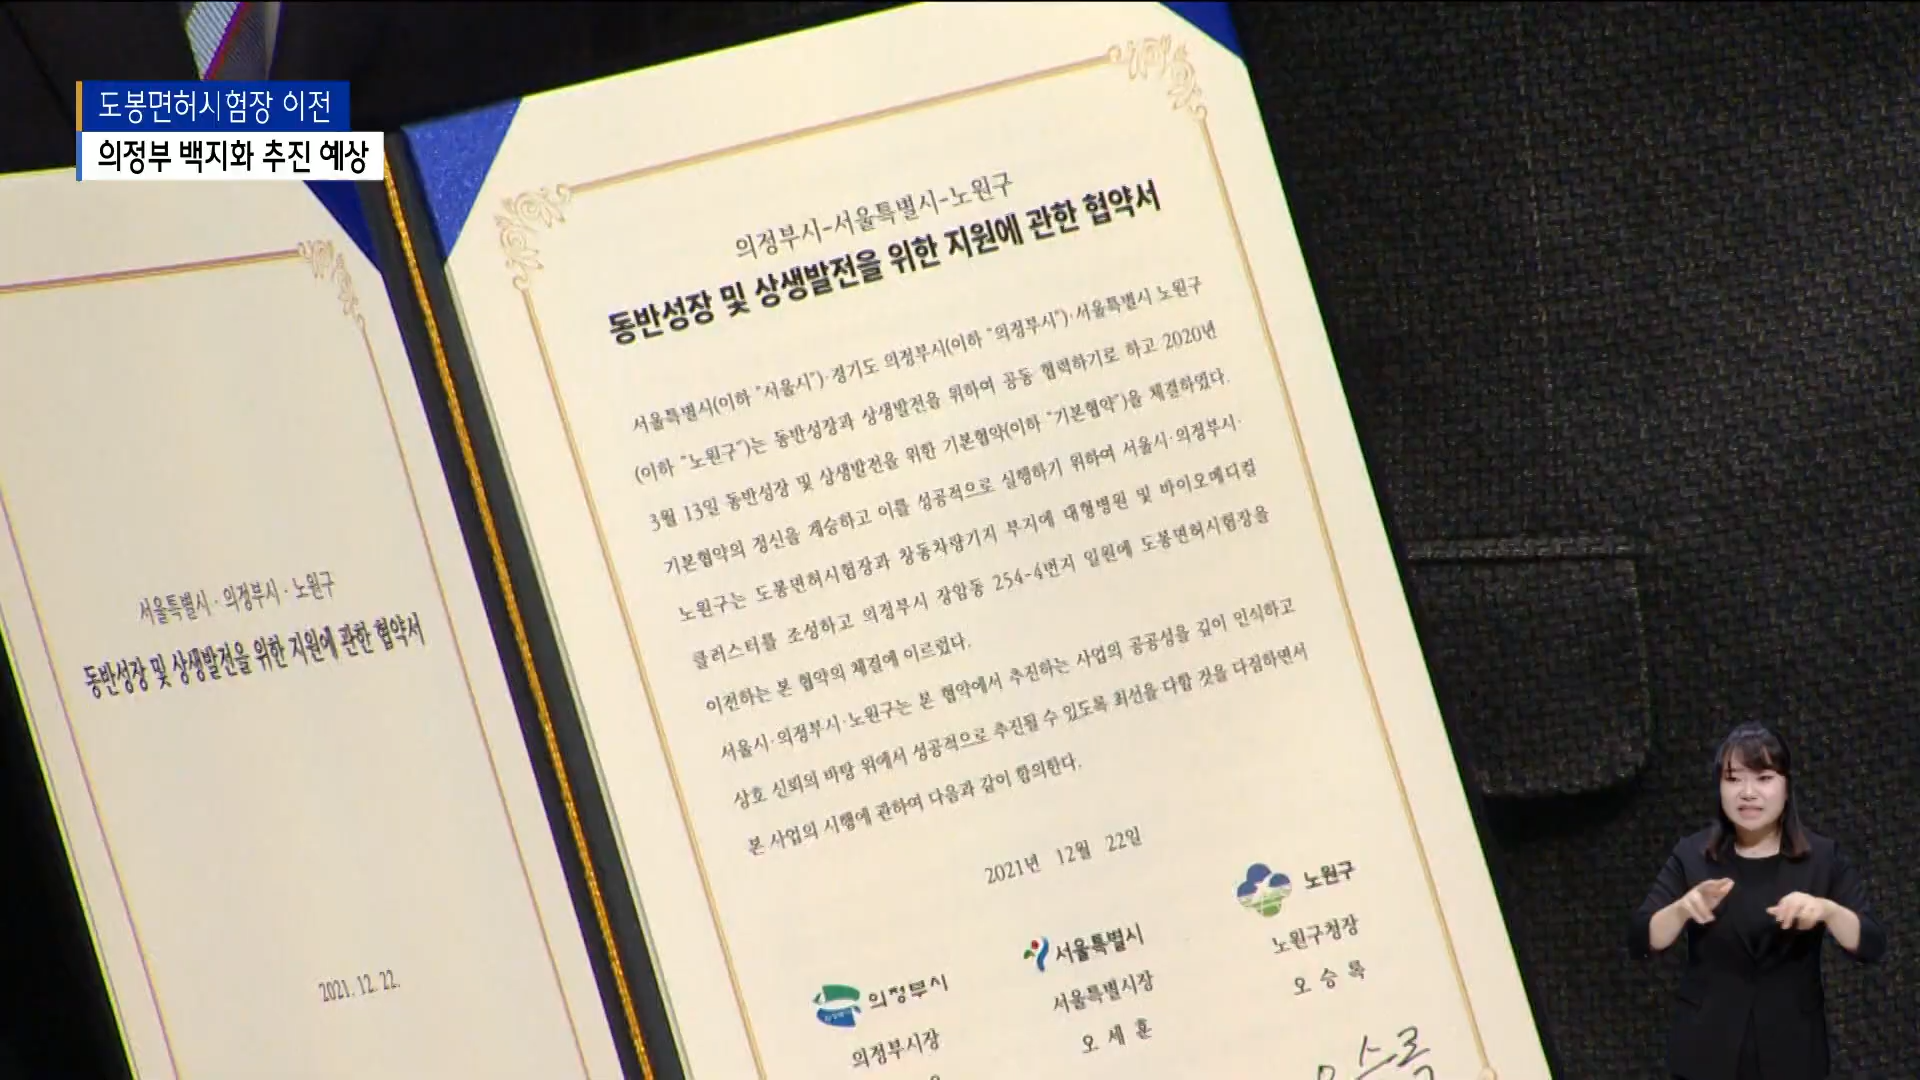 도봉면허시험장 이전
의정부 백지화 추진 예상
서울특별시·의정부시·노원구
동반성장 및 상생발전을 위한 지원에 관한 협약서
2021. 12. 22.
의정부시-서울특별시-노원구
동반성장 및 상생발전을 위한 지원에 관한 협약서
서울특별시(이하 "서울시")·경기도 의정부시(이하 "의정부시")·서울특별시 노원구
(이하 "노원구")는 동반성장과 상생발전을 위하여 공동 협력하기로 하고 2020년
3월 13일 동반성장 및 상생발전을 위한 기본협약(이하 "기본협약")을 체결하였다.
기본협약의 정신을 계승하고 이를 성공적으로 실행하기 위하여 서울시·의정부시·
노원구는 도봉면허시험장과 창동차량기지 부지에 대형병원 및 바이오메디컬
클러스터를 조성하고 의정부시 장암동 254-4번지 일원에 도봉면허시험장을
이전하는 본 협약의 체결에 이르렀다.
서울시·의정부시·노원구는 본 협약에서 추진하는 사업의 공공성을 깊이 인식하고
상호 신뢰의 바탕 위에서 성공적으로 추진될 수 있도록 최선을 다할 것을 다짐하면서
본 사업의 시행에 관하여 다음과 같이 합의한다.
2021년 12월 22일
의정부시
의정부시장
서울특별시
서울특별시장
오 세 훈
노원구
노원구청장
오 승 록